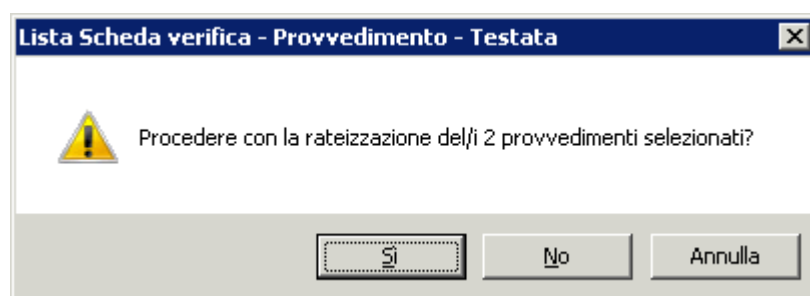 Lista Scheda verifica - Provvedimento - Testata
Procedere con la rateizzazione del/i 2 provvedimenti selezionati?
Sì
No
Annulla